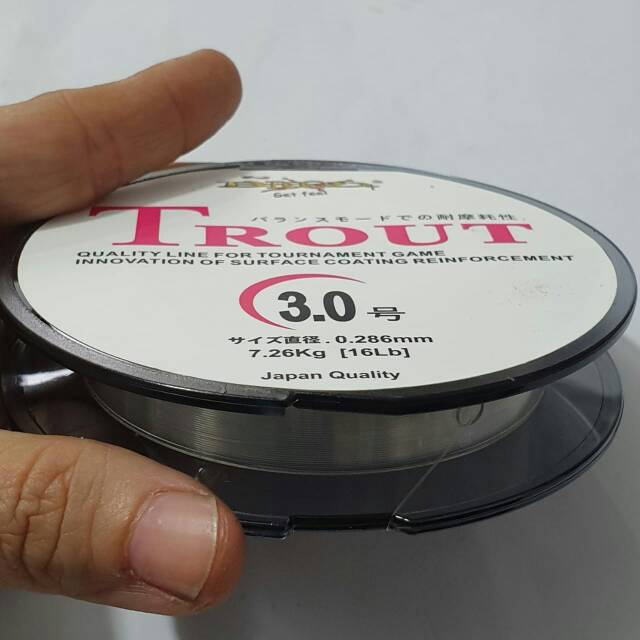 Get feel
TROUT
バランスモードでの耐摩耗性
QUALITY LINE FOR TOURNAMENT GAME
INNOVATION OF SURFACE COATING REINFORCEMENT
3.0 号
サイズ直径.0.286mm
7.26Kg [16Lb]
Japan Quality